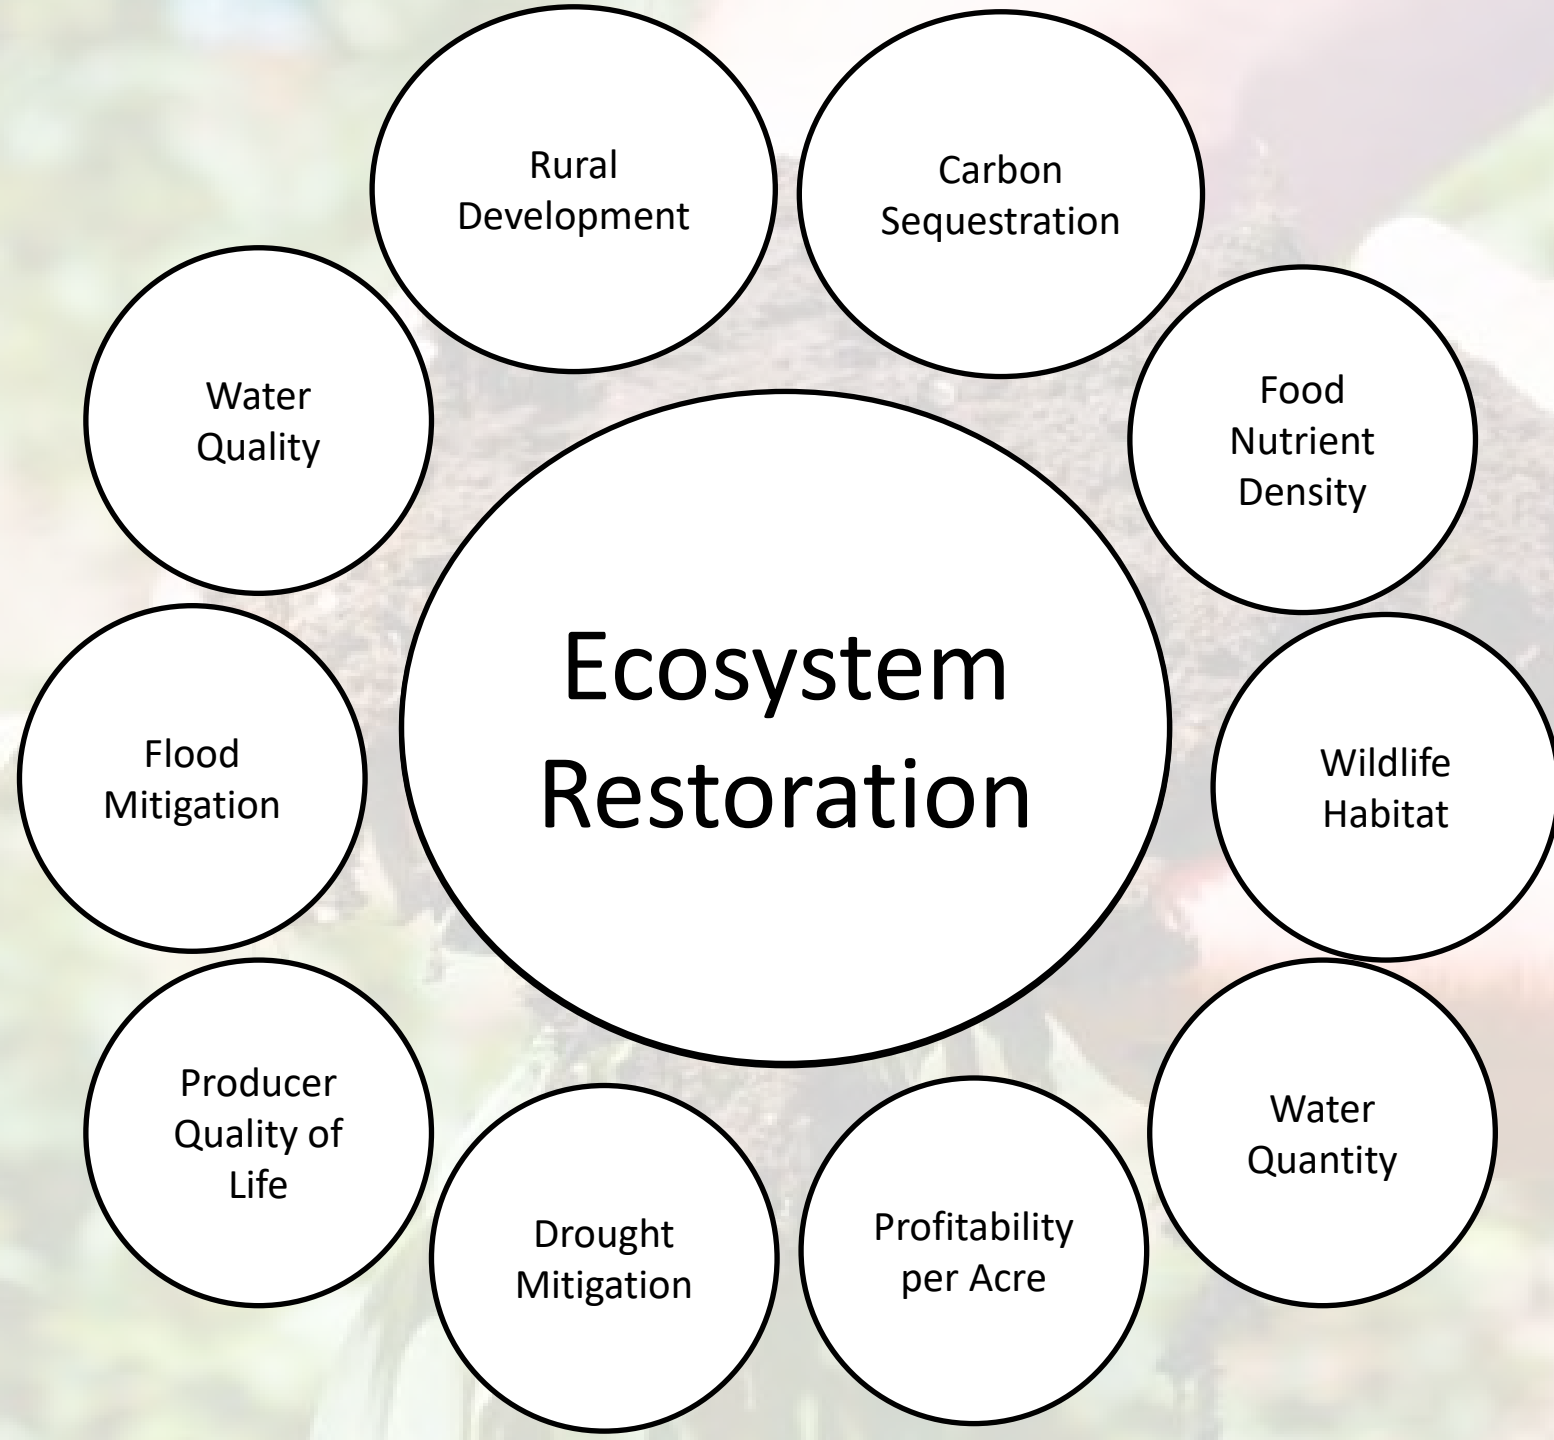 Rural
Development
Carbon
Sequestration
Water
Quality
Food
Nutrient
Density
Ecosystem
Restoration
Flood
Mitigation
Wildlife
Habitat
Producer
Quality of
Life
Water
Quantity
Drought
Mitigation
Profitability
per Acre